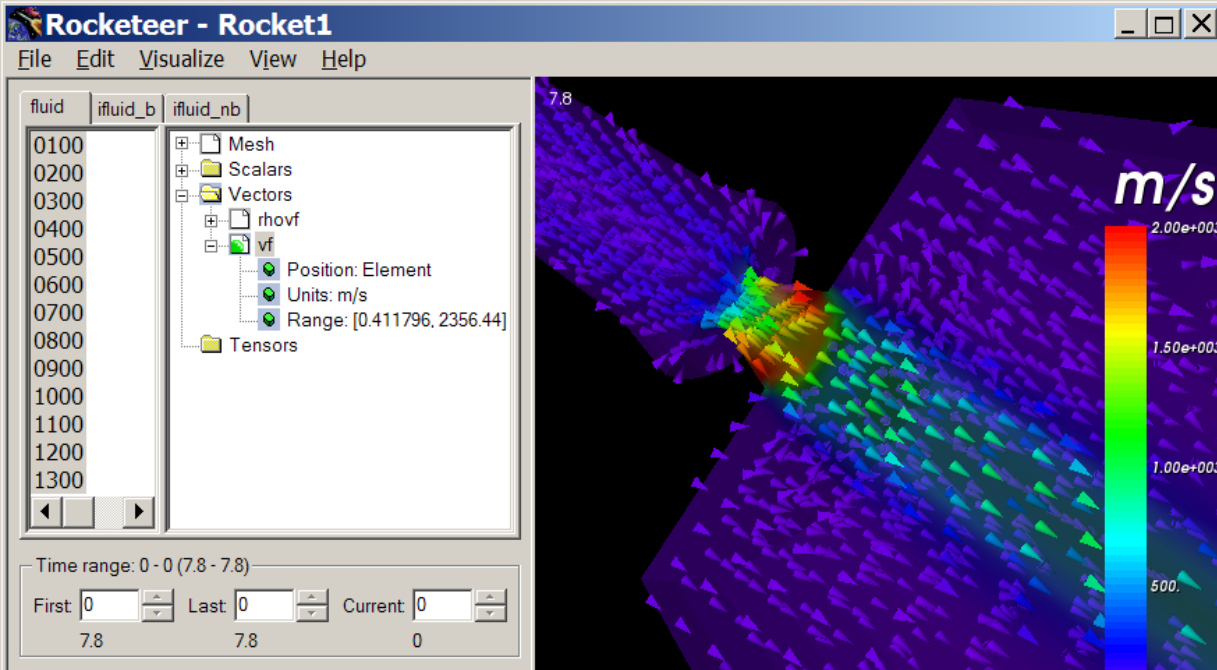 Rocketeer - Rocket1
File Edit Visualize View Help
fluid ifluid_b ifluid_nb
0100
0200
0300
0400
0500
0600
0700
0800
0900
1000
1100
1200
1300
Mesh
Scalars
Vectors
rhovf
vf
Position: Element
Units: m/s
Range: [0.411796, 2356.44]
Tensors
Time range: 0 - 0 (7.8 - 7.8)
First: 0 Last: 0 Current: 0
7.8 7.8 0
7.8
m/s
2.00e+003
1.50e+003
1.00e+003
500.